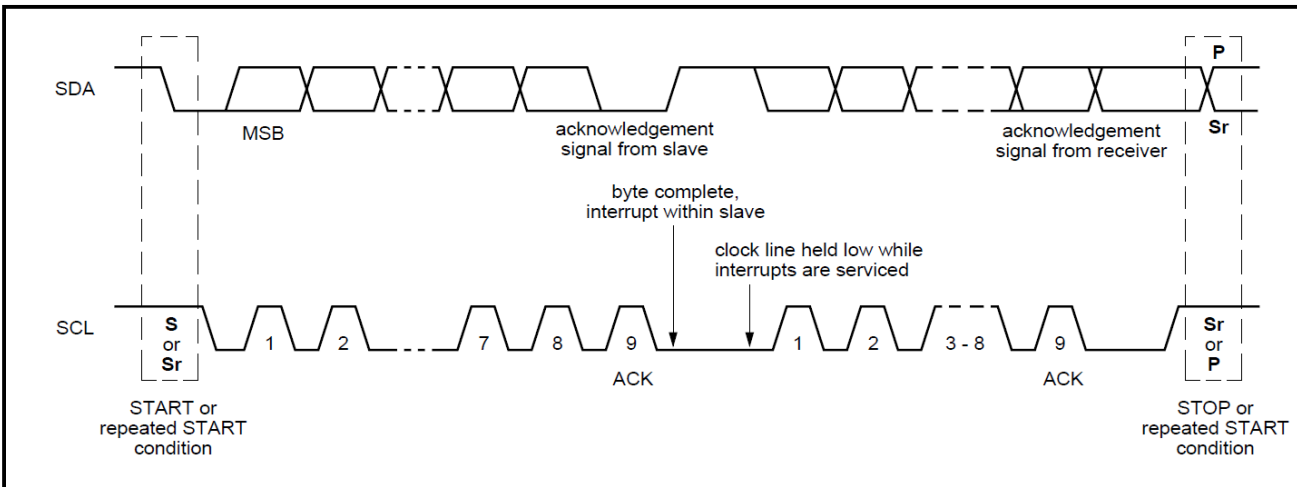 SDA
P
Sr
MSB
acknowledgement
signal from slave
acknowledgement
signal from receiver
byte complete,
interrupt within slave
clock line held low while
interrupts are serviced
SCL
S
or
Sr
1
2
7
8
9
1
2
3 - 8
9
Sr
or
P
ACK
ACK
START or
repeated START
condition
STOP or
repeated START
condition